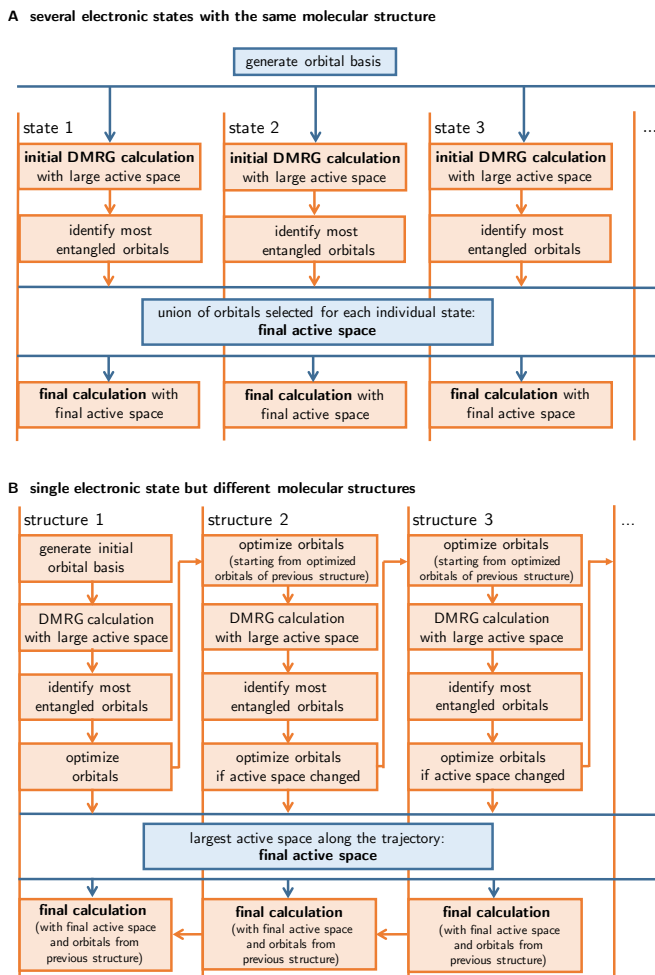 A several electronic states with the same molecular structure
generate orbital basis
state 1
initial DMRG calculation
with large active space
identify most
entangled orbitals
state 2
initial DMRG calculation
with large active space
identify most
entangled orbitals
state 3
initial DMRG calculation
with large active space
identify most
entangled orbitals
...
union of orbitals selected for each individual state:
final active space
final calculation with
final active space
final calculation with
final active space
final calculation with
final active space
B single electronic state but different molecular structures
structure 1
generate initial
orbital basis
DMRG calculation
with large active space
identify most
entangled orbitals
optimize
orbitals
structure 2
optimize orbitals
(starting from optimized
orbitals of previous structure)
DMRG calculation
with large active space
identify most
entangled orbitals
optimize orbitals
if active space changed
structure 3
optimize orbitals
(starting from optimized
orbitals of previous structure)
DMRG calculation
with large active space
identify most
entangled orbitals
optimize orbitals
if active space changed
...
largest active space along the trajectory:
final active space
final calculation
(with final active space
and orbitals from
previous structure)
final calculation
(with final active space
and orbitals from
previous structure)
final calculation
(with final active space
and orbitals from
previous structure)